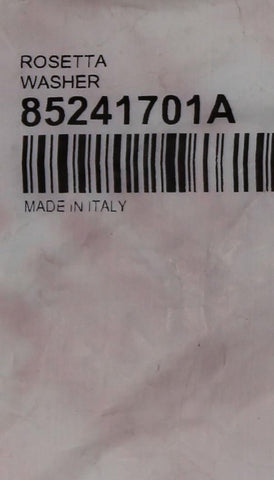 ROSETTA
WASHER
85241701A
MADE IN ITALY